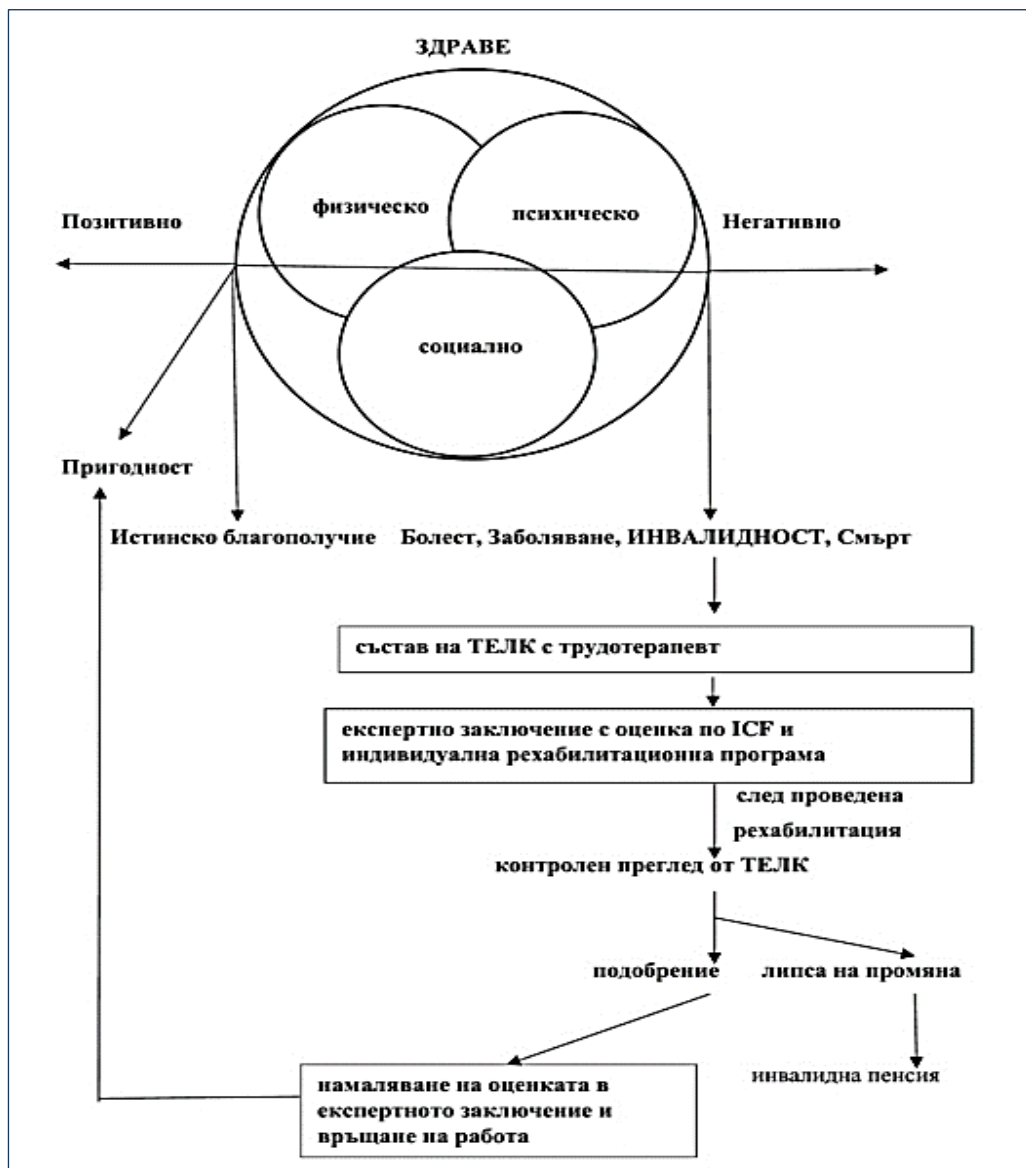 ЗДРАВЕ
физическо
психическо
Позитивно
Негативно
социално
Пригодност
Истинско благополучие
Болест, Заболяване, ИНВАЛИДНОСТ, Смърт
състав на ТЕЛК с трудотерапевт
експертно заключение с оценка по ICF и
индивидуална рехабилитационна програма
след проведена
рехабилитация
контролен преглед от ТЕЛК
подобрение
липса на промяна
инвалидна пенсия
намаляване на оценката в
експертното заключение и
връщане на работа